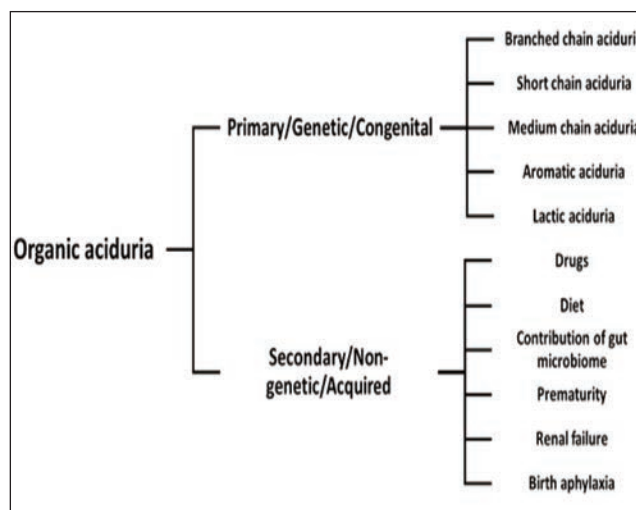 Branched chain aciduri
Short chain aciduria
Primary/Genetic/Congenital
Medium chain aciduria
Aromatic aciduria
Lactic aciduria
Organic aciduria
Drugs
Diet
Secondary/Non-
genetic/Acquired
Contribution of gut
microbiome
Prematurity
Renal failure
Birth aphylaxia